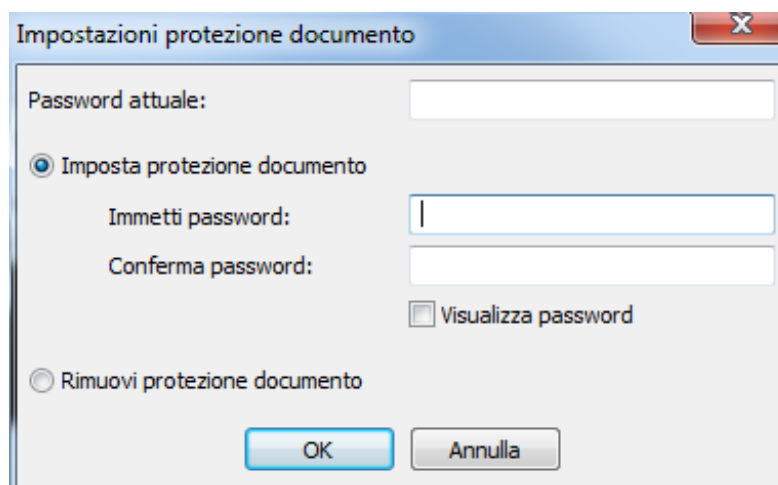 Impostazioni protezione documento
Password attuale:
Imposta protezione documento
Immetti password:
Conferma password:
Visualizza password
Rimuovi protezione documento
OK Annulla